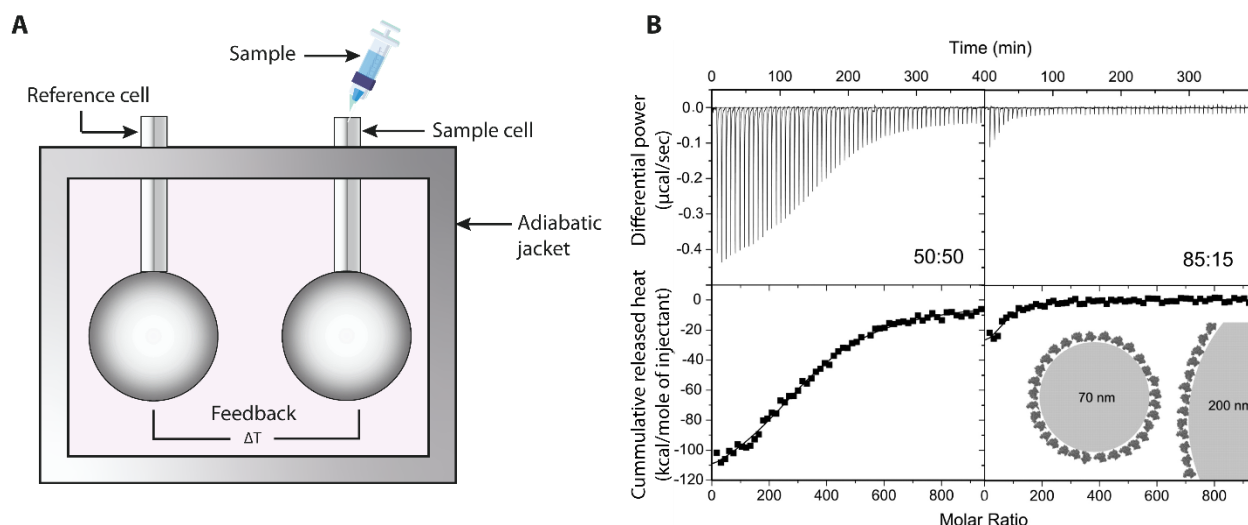 A
Sample
Reference cell
Sample cell
Adiabatic
jacket
Feedback
ΔT
B
Time (min)
0 100 200 300 400 0 100 200 300
Differential power
(µcal/sec)
0.0
-0.1
-0.2
-0.3
-0.4
50:50
85:15
Cummulative released heat
(kcal/mole of injectant)
0
-20
-40
-60
-80
-100
-120
70 nm
200 nm
0 200 400 600 800 0 200 400 600 800
Molar Ratio